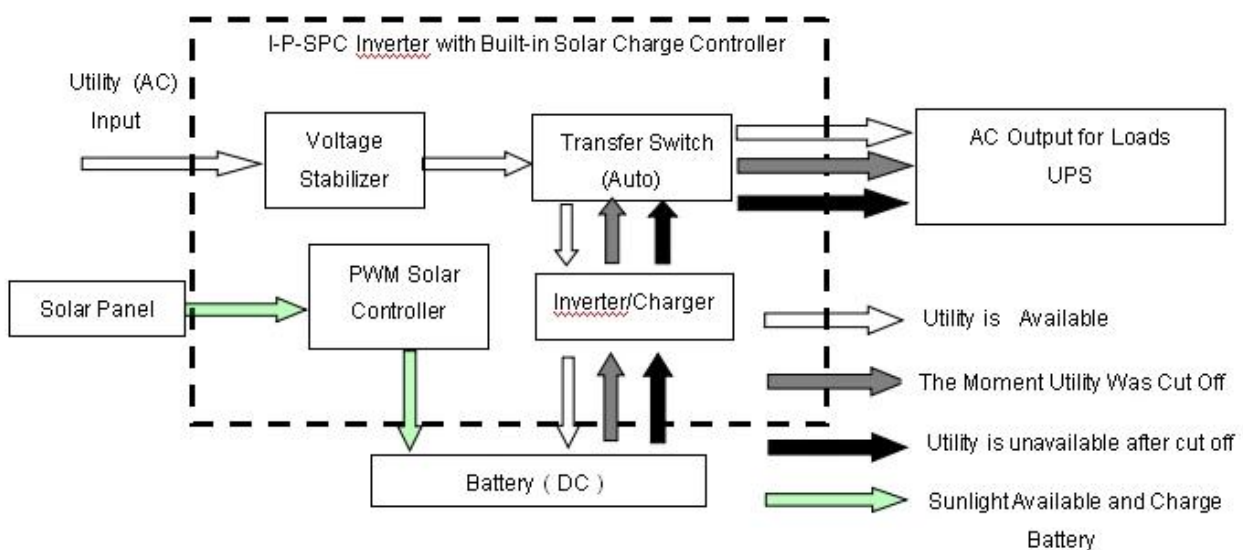 I-P-SPC Inverter with Built-in Solar Charge Controller
Utility (AC)
Input
Voltage
Stabilizer
Transfer Switch
(Auto)
AC Output for Loads
UPS
Solar Panel
PWM Solar
Controller
Inverter/Charger
Battery ( DC )
Utility is Available
The Moment Utility Was Cut Off
Utility is unavailable after cut off
Sunlight Available and Charge
Battery